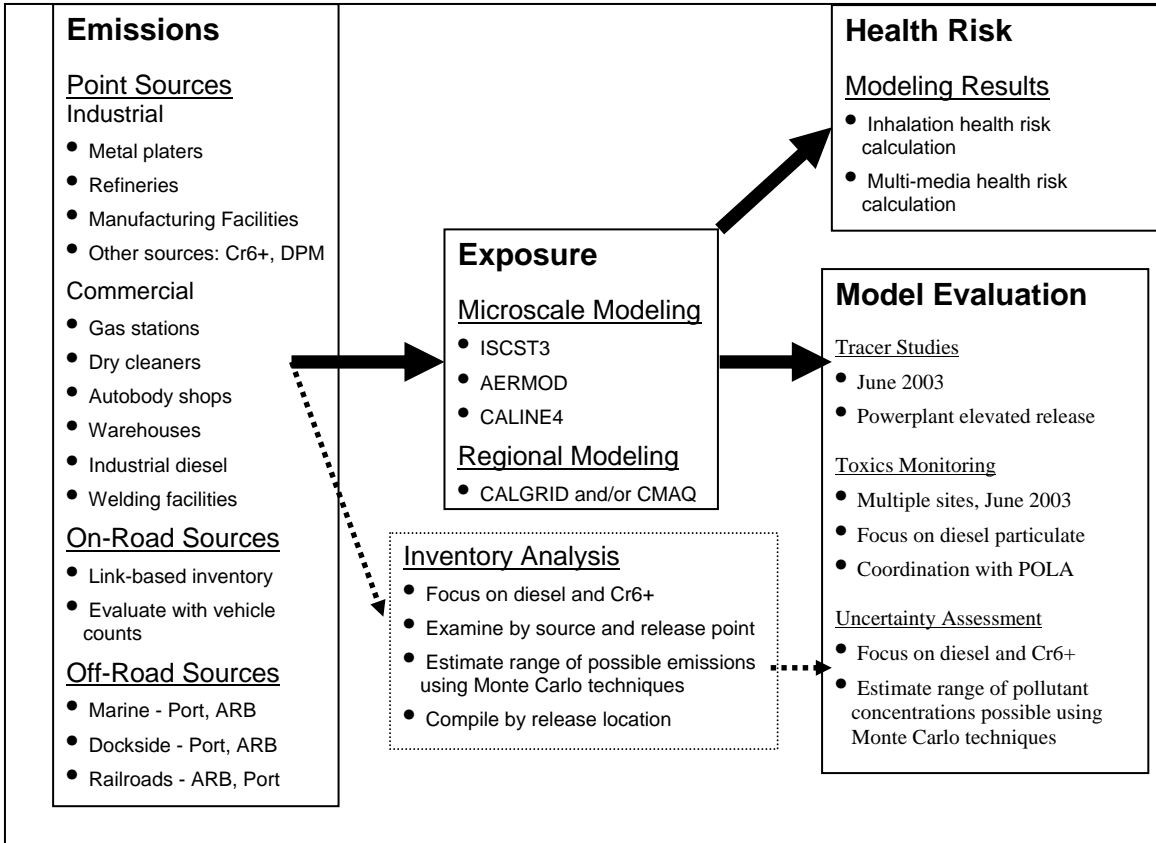 Emissions
Point Sources
Industrial
• Metal platers
• Refineries
• Manufacturing Facilities
• Other sources: Cr6+, DPM
Commercial
• Gas stations
• Dry cleaners
• Autobody shops
• Warehouses
• Industrial diesel
• Welding facilities
On-Road Sources
• Link-based inventory
• Evaluate with vehicle
counts
Off-Road Sources
• Marine - Port, ARB
• Dockside - Port, ARB
• Railroads - ARB, Port
Exposure
Microscale Modeling
• ISCST3
• AERMOD
• CALINE4
Regional Modeling
• CALGRID and/or CMAQ
Inventory Analysis
• Focus on diesel and Cr6+
• Examine by source and release point
• Estimate range of possible emissions
using Monte Carlo techniques
• Compile by release location
Health Risk
Modeling Results
• Inhalation health risk
calculation
• Multi-media health risk
calculation
Model Evaluation
Tracer Studies
• June 2003
• Powerplant elevated release
Toxics Monitoring
• Multiple sites, June 2003
• Focus on diesel particulate
• Coordination with POLA
Uncertainty Assessment
• Focus on diesel and Cr6+
• Estimate range of pollutant
concentrations possible using
Monte Carlo techniques